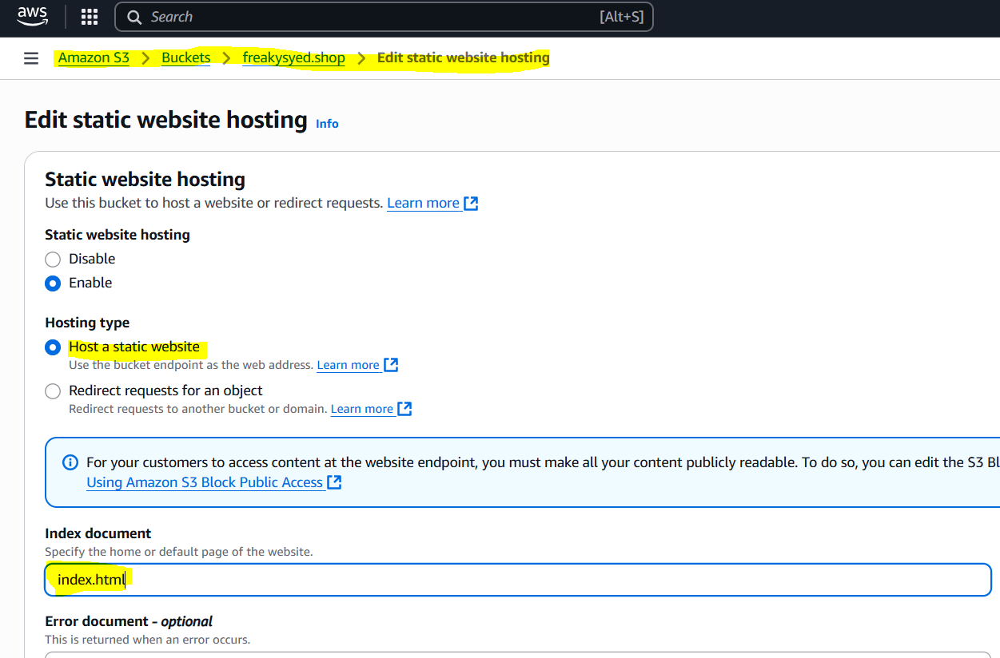 aws
Search [Alt+S]
Amazon S3 > Buckets > freakysyed.shop > Edit static website hosting
Edit static website hosting Info
Static website hosting
Use this bucket to host a website or redirect requests. Learn more
Static website hosting
Disable
Enable
Hosting type
Host a static website
Use the bucket endpoint as the web address. Learn more
Redirect requests for an object
Redirect requests to another bucket or domain. Learn more
For your customers to access content at the website endpoint, you must make all your content publicly readable. To do so, you can edit the S3 Bl
Using Amazon S3 Block Public Access
Index document
Specify the home or default page of the website.
index.html
Error document - optional
This is returned when an error occurs.